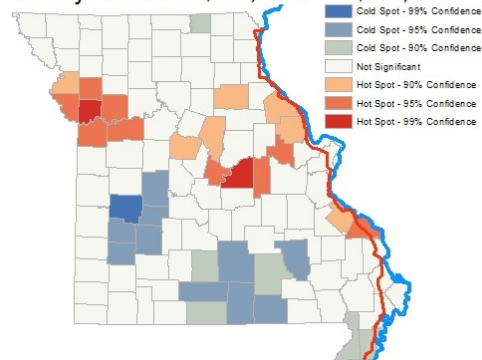 Cold Spot - 99% Confidence
Cold Spot - 95% Confidence
Cold Spot - 90% Confidence
Not Significant
Hot Spot - 90% Confidence
Hot Spot - 95% Confidence
Hot Spot - 99% Confidence